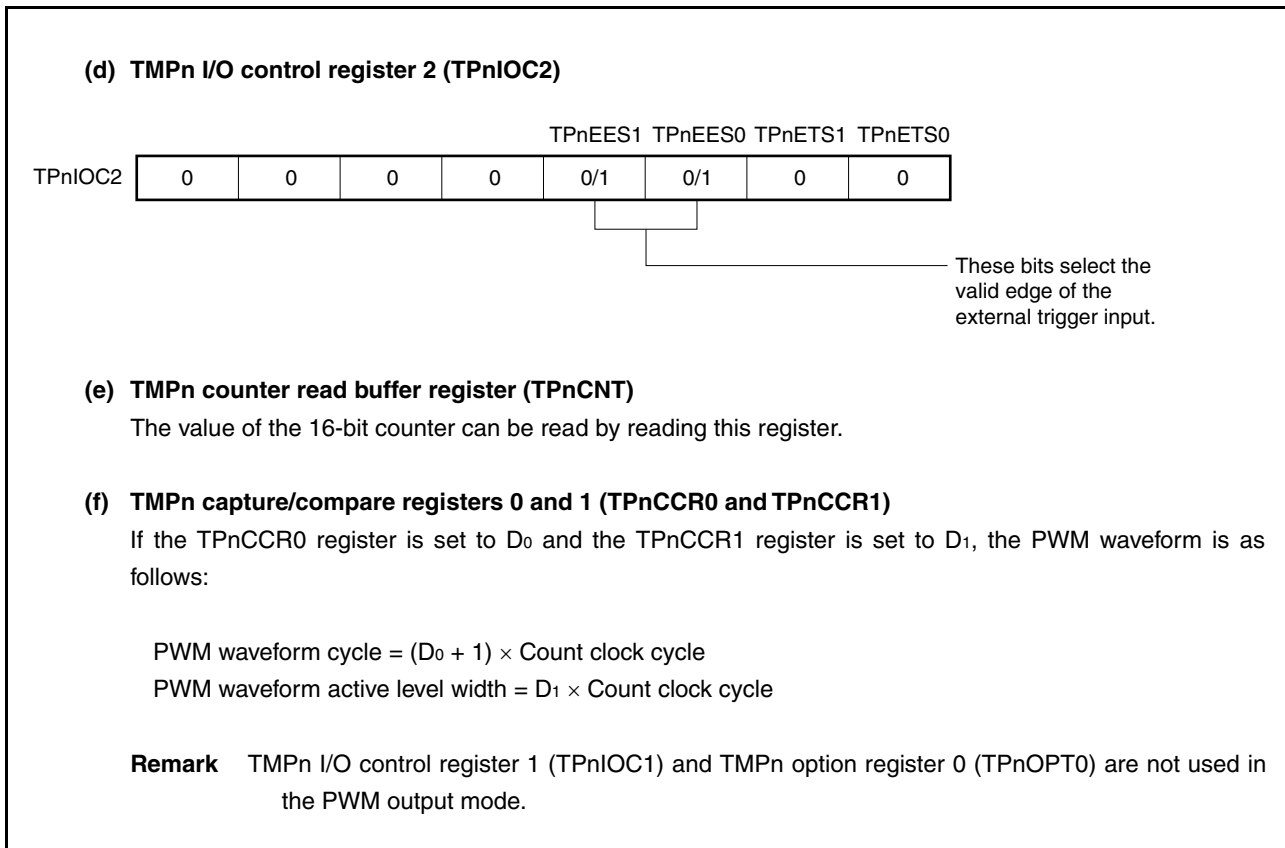 (d) TMPn I/O control register 2 (TPnIOC2)
TPnEES1 TPnEES0 TPnETS1 TPnETS0
TPnIOC2 0 0 0 0 0/1 0/1 0 0
These bits select the
valid edge of the
external trigger input.
(e) TMPn counter read buffer register (TPnCNT)
The value of the 16-bit counter can be read by reading this register.
(f) TMPn capture/compare registers 0 and 1 (TPnCCR0 and TPnCCR1)
If the TPnCCR0 register is set to D₀ and the TPnCCR1 register is set to D₁, the PWM waveform is as
follows:
PWM waveform cycle = (D₀ + 1) × Count clock cycle
PWM waveform active level width = D₁ × Count clock cycle
Remark TMPn I/O control register 1 (TPnIOC1) and TMPn option register 0 (TPnOPT0) are not used in
the PWM output mode.